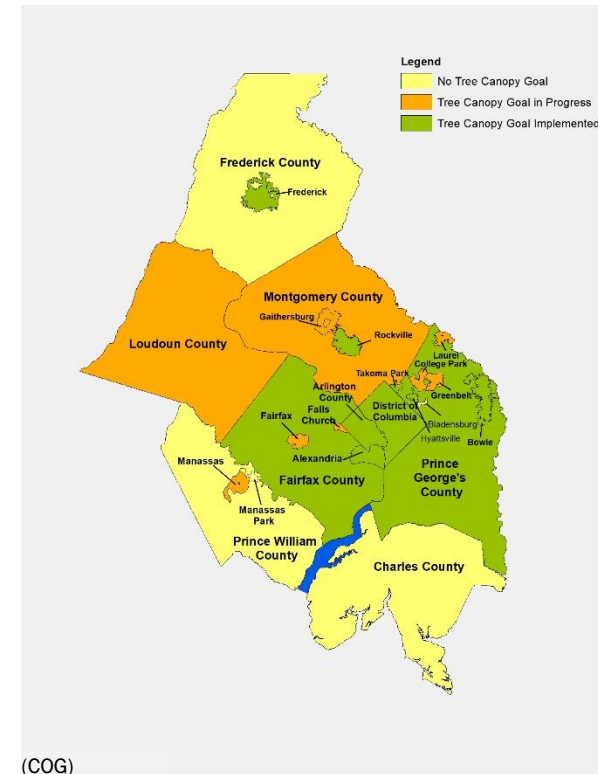 Legend
No Tree Canopy Goal
Tree Canopy Goal in Progress
Tree Canopy Goal Implemented
Frederick County
Frederick
Montgomery County
Gaithersburg
Rockville
Loudoun County
Laurel
College Park
Takoma Park
Greenbelt
Arlington
County
District of
Columbia
Falls
Church
Fairfax
Bladensburg
Hyattsville
Bowie
Alexandria
Manassas
Fairfax County
Prince
George's
County
Manassas
Park
Prince William
County
Charles County
(COG)